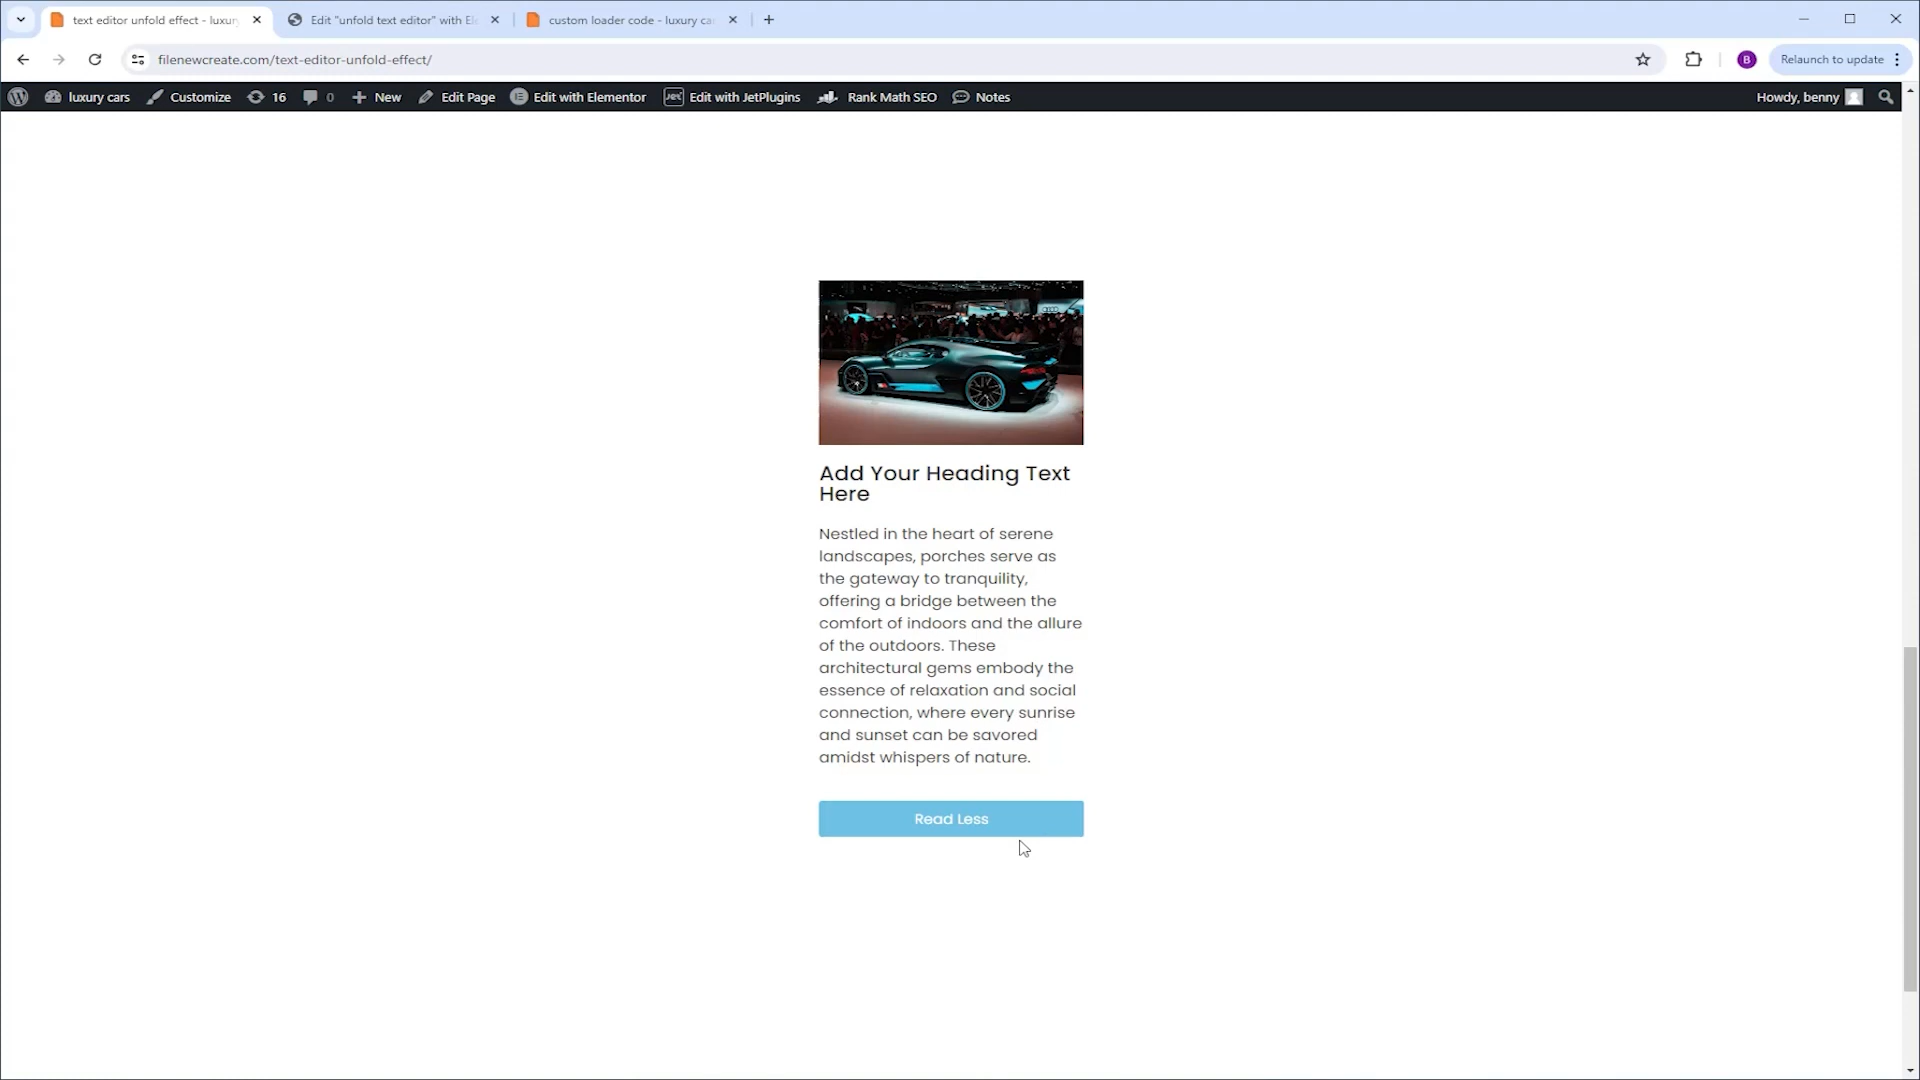 text editor unfold effect - luxury
Edit "unfold text editor" with Ele
custom loader code - luxury ca
filenewcreate.com/text-editor-unfold-effect/
B
Relaunch to update
luxury cars
Customize
16
0
New
Edit Page
Edit with Elementor
Edit with JetPlugins
Rank Math SEO
Notes
Howdy, benny
Add Your Heading Text
Here
Nestled in the heart of serene
landscapes, porches serve as
the gateway to tranquility,
offering a bridge between the
comfort of indoors and the allure
of the outdoors. These
architectural gems embody the
essence of relaxation and social
connection, where every sunrise
and sunset can be savored
amidst whispers of nature.
Read Less